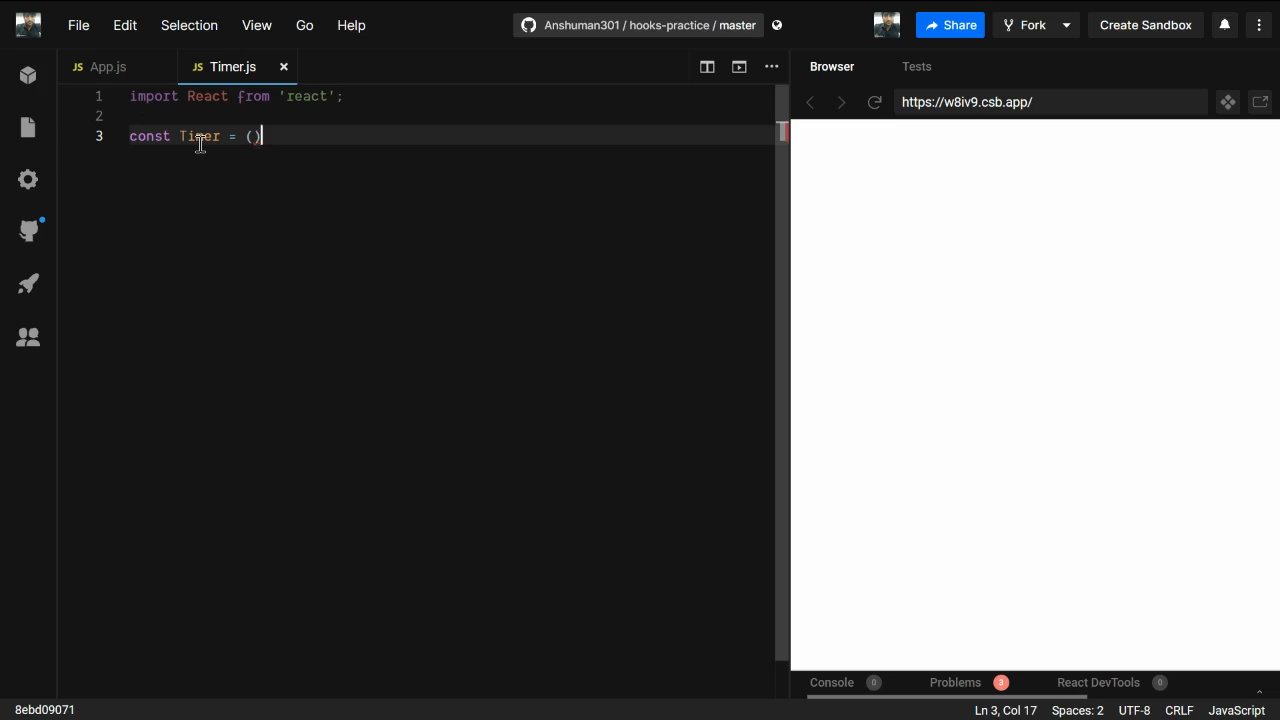 File Edit Selection View Go Help
Anshuman301 / hooks-practice / master
Share Fork Create Sandbox
JS App.js
JS Timer.js
Browser Tests
https://w8iv9.csb.app/
1 import React from 'react';
2
3 const Timer = ()
Console 0 Problems 3 React DevTools 0
8ebd09071
Ln 3, Col 17 Spaces: 2 UTF-8 CRLF JavaScript